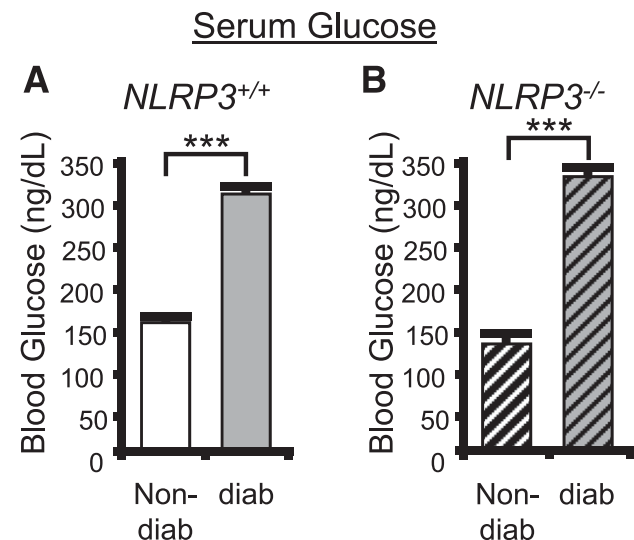 Serum Glucose
A
NLRP3+/+
***
Blood Glucose (ng/dL)
350
300
250
200
150
100
50
0
Non-
diab
diab
B
NLRP3-/-
***
Blood Glucose (ng/dL)
350
300
250
200
150
100
50
0
Non-
diab
diab